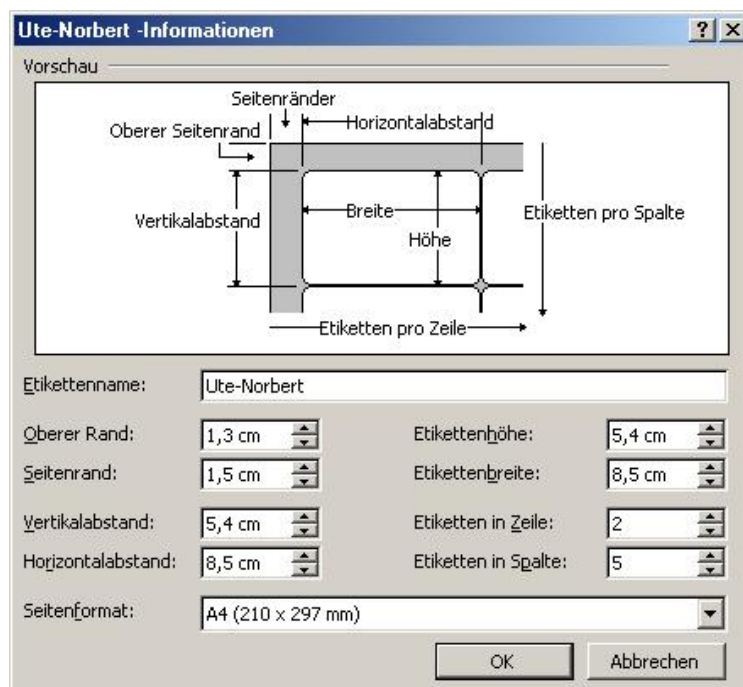 Ute-Norbert -Informationen
Vorschau
Seitenränder
Oberer Seitenrand
Horizontalabstand
Vertikalabstand
Breite
Höhe
Etiketten pro Spalte
Etiketten pro Zeile
Etikettenname: Ute-Norbert
Oberer Rand: 1,3 cm Etikettenhöhe: 5,4 cm
Seitenrand: 1,5 cm Etikettenbreite: 8,5 cm
Vertikalabstand: 5,4 cm Etiketten in Zeile: 2
Horizontalabstand: 8,5 cm Etiketten in Spalte: 5
Seitenformat: A4 (210 x 297 mm)
OK Abbrechen